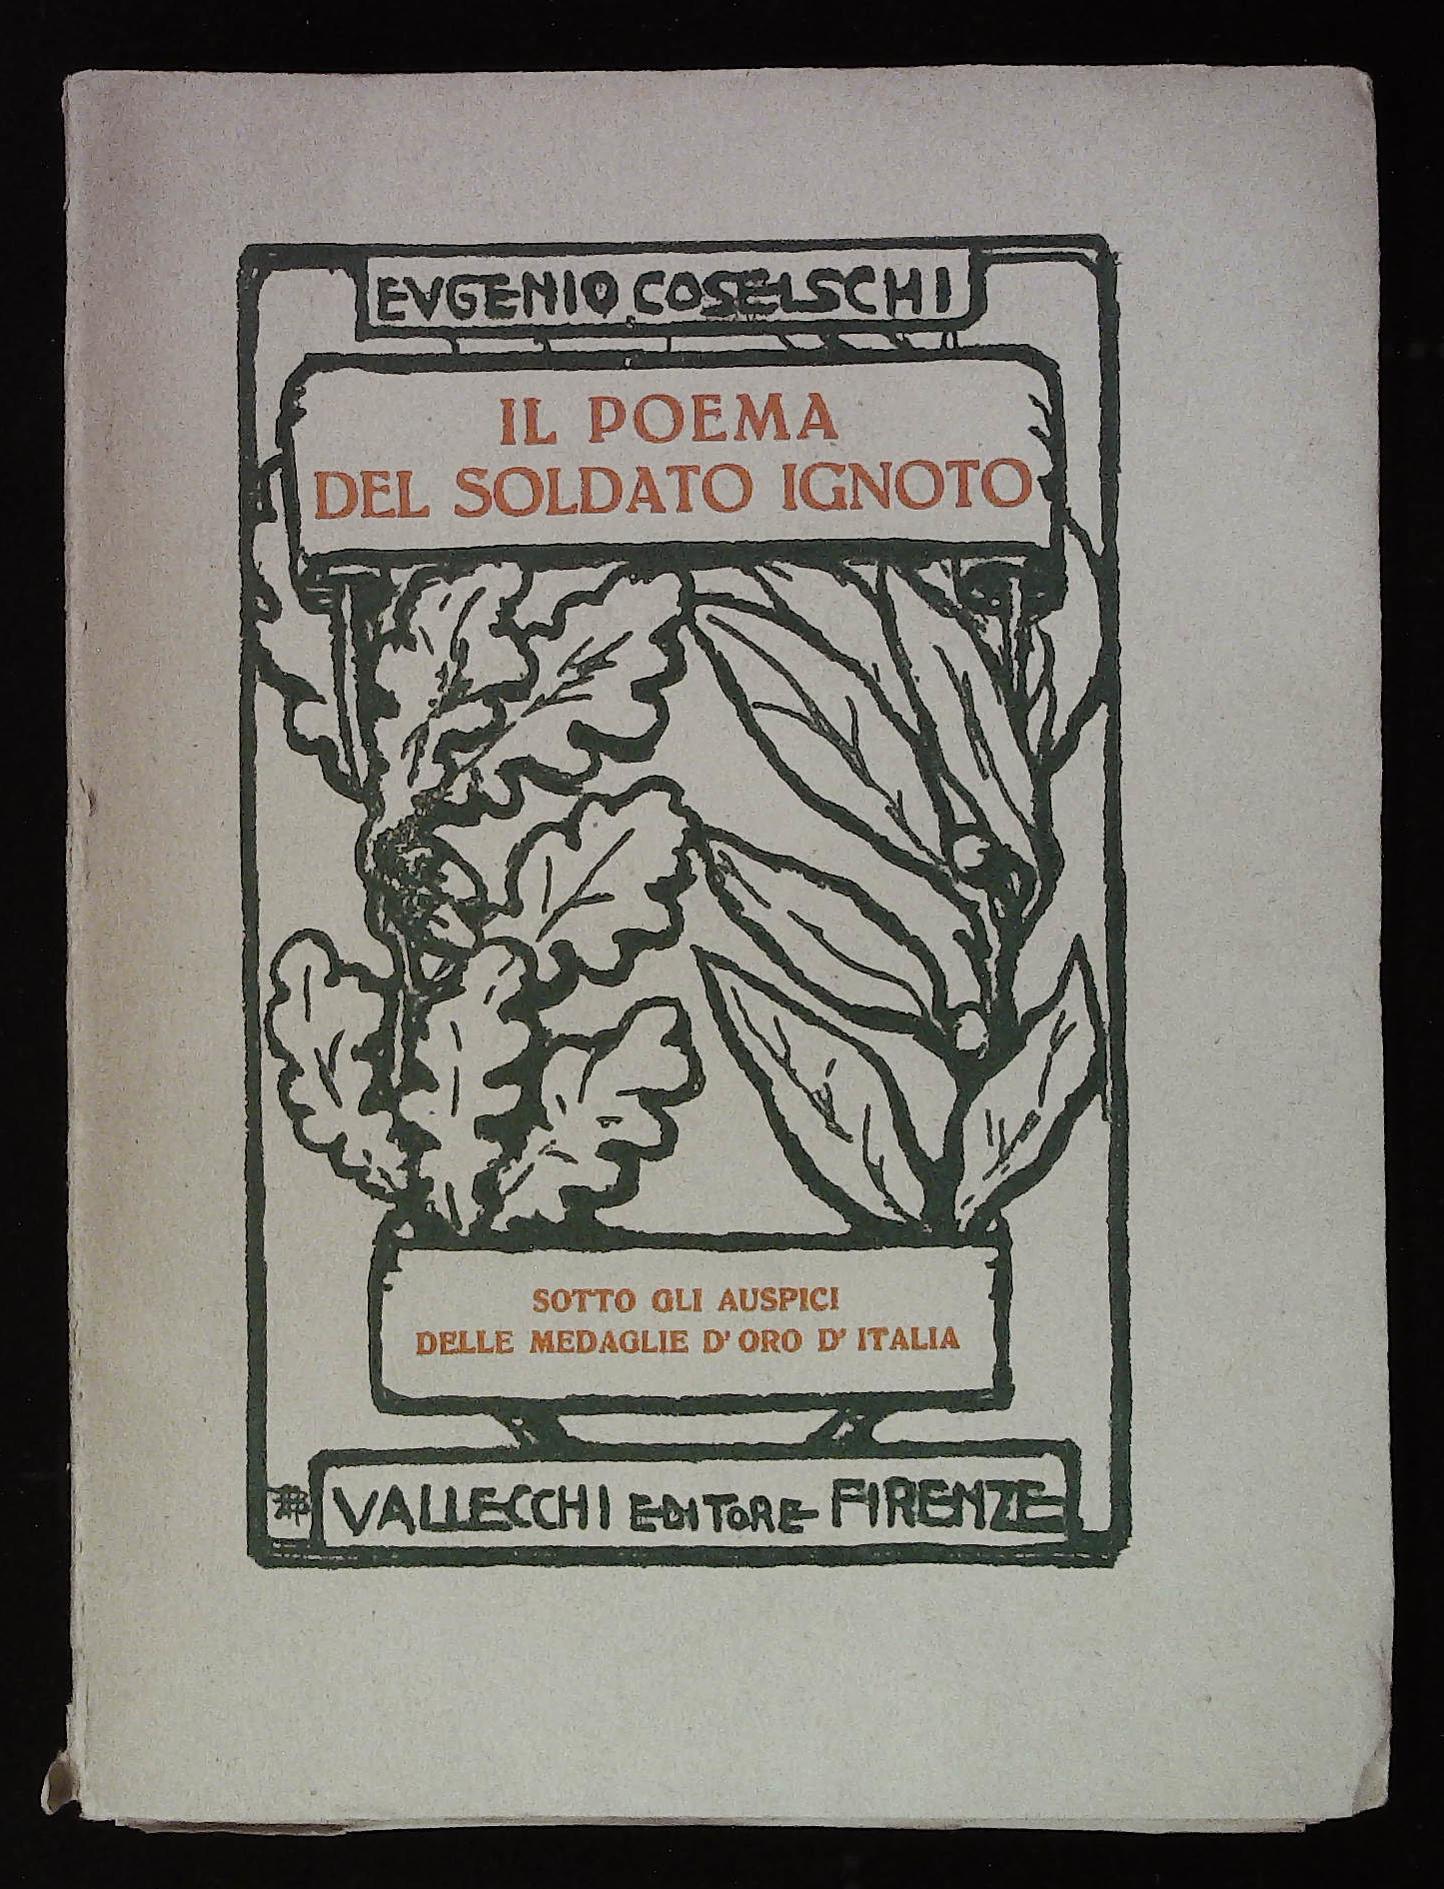 EVGENIO COSELSCHI
IL POEMA
DEL SOLDATO IGNOTO
SOTTO GLI AUSPICI
DELLE MEDAGLIE D'ORO D'ITALIA
VALLECCHI EDITORE FIRENZE